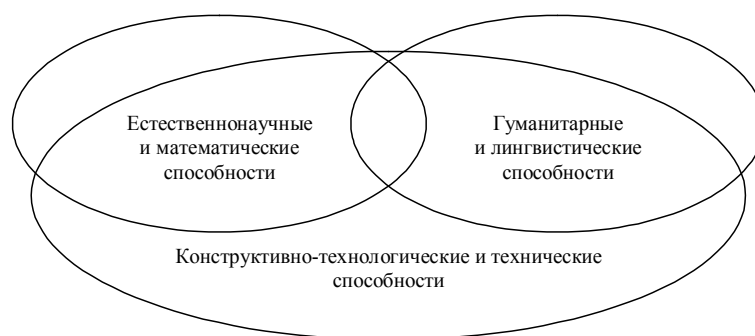 Естественнонаучные
и математические
способности
Гуманитарные
и лингвистические
способности
Конструктивно-технологические и технические
способности